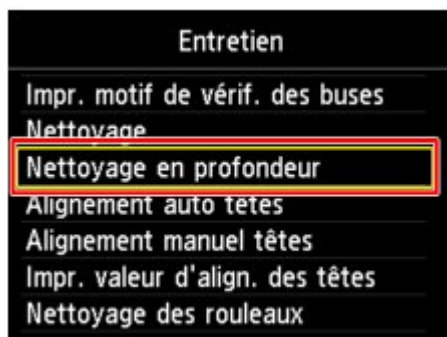 Entretien
Impr. motif de vérif. des buses
Nettoyage
Nettoyage en profondeur
Alignement auto têtes
Alignement manuel têtes
Impr. valeur d'align. des têtes
Nettoyage des rouleaux